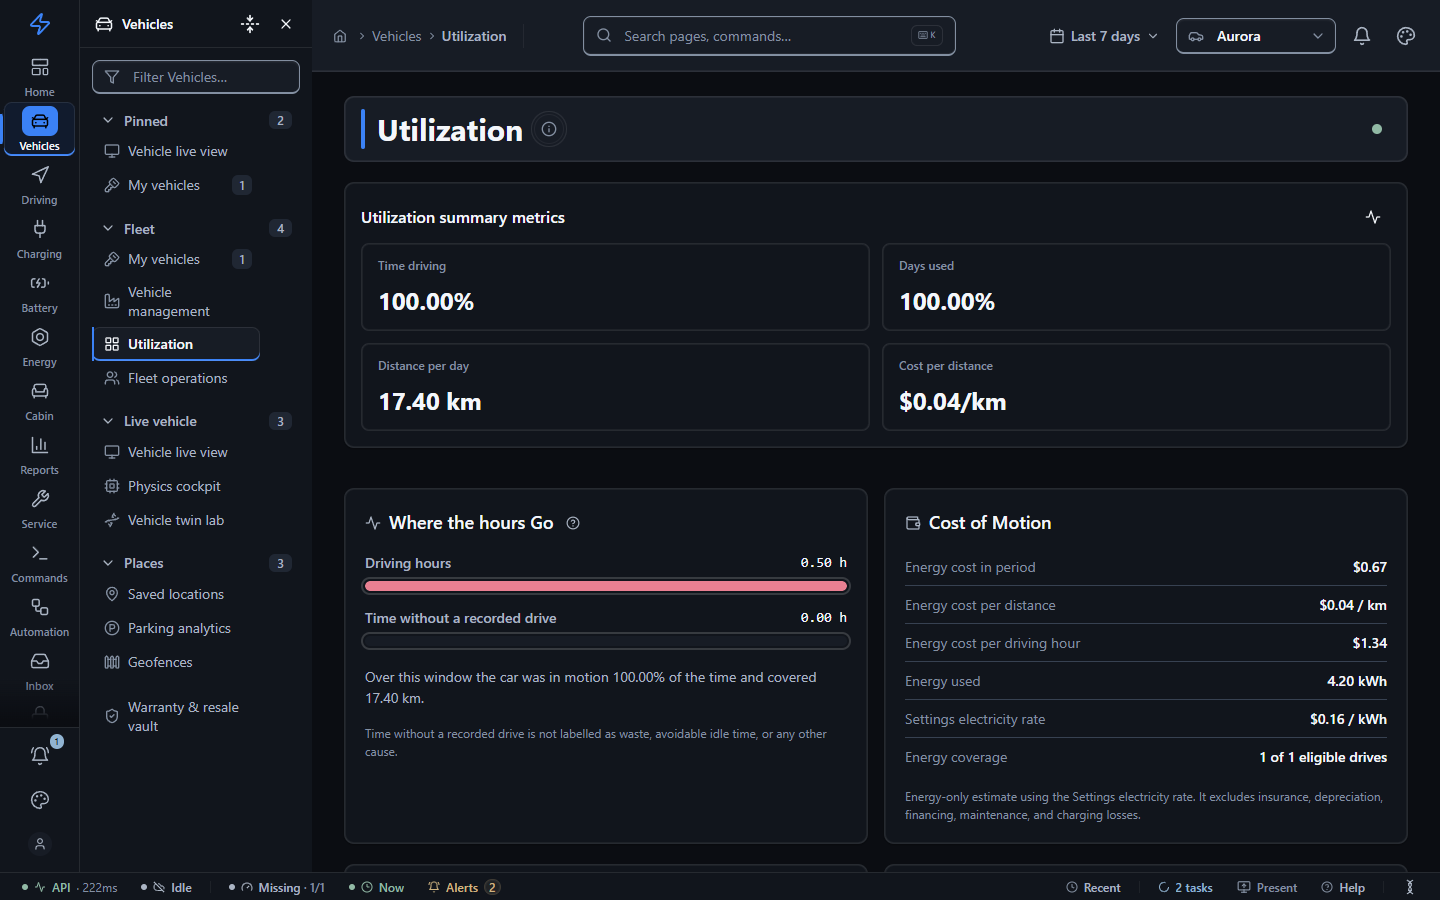 Home
Vehicles
Driving
Charging
Battery
Energy
Cabin
Reports
Service
Commands
Automation
Inbox
1
Vehicles
Filter Vehicles...
Pinned 2
Vehicle live view
My vehicles 1
Fleet 4
My vehicles 1
Vehicle
management
Utilization
Fleet operations
Live vehicle 3
Vehicle live view
Physics cockpit
Vehicle twin lab
Places 3
Saved locations
Parking analytics
Geofences
Warranty & resale
vault
Vehicles > Utilization
Search pages, commands... K
Last 7 days
Aurora
Utilization
Utilization summary metrics
Time driving
100.00%
Days used
100.00%
Distance per day
17.40 km
Cost per distance
$0.04/km
Where the hours Go
Driving hours 0.50 h
Time without a recorded drive 0.00 h
Over this window the car was in motion 100.00% of the time and covered
17.40 km.
Time without a recorded drive is not labelled as waste, avoidable idle time, or any other
cause.
Cost of Motion
Energy cost in period $0.67
Energy cost per distance $0.04 / km
Energy cost per driving hour $1.34
Energy used 4.20 kWh
Settings electricity rate $0.16 / kWh
Energy coverage 1 of 1 eligible drives
Energy-only estimate using the Settings electricity rate. It excludes insurance, depreciation,
financing, maintenance, and charging losses.
API · 222ms
Idle
Missing · 1/1
Now
Alerts 2
Recent
2 tasks
Present
Help